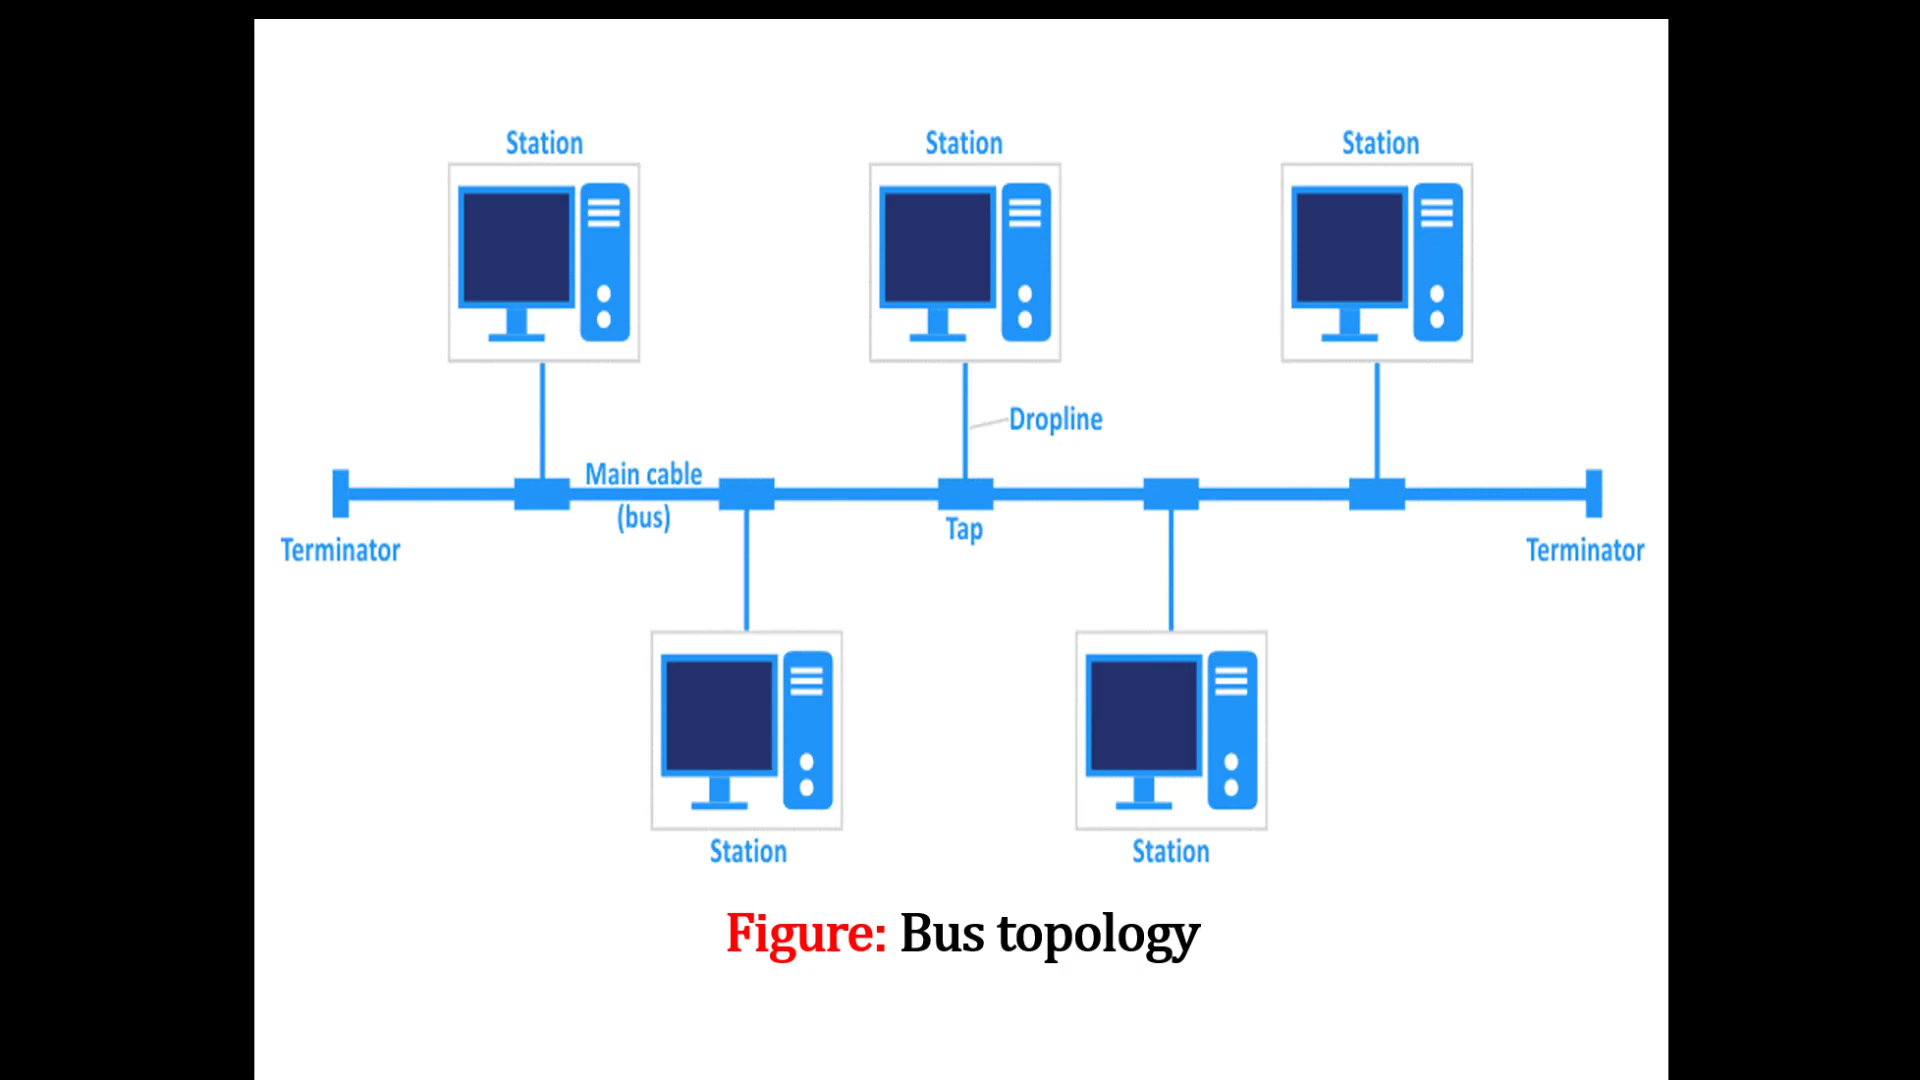 Station Station Station
Dropline
Main cable
(bus)
Tap
Terminator Terminator
Station Station
Figure: Bus topology